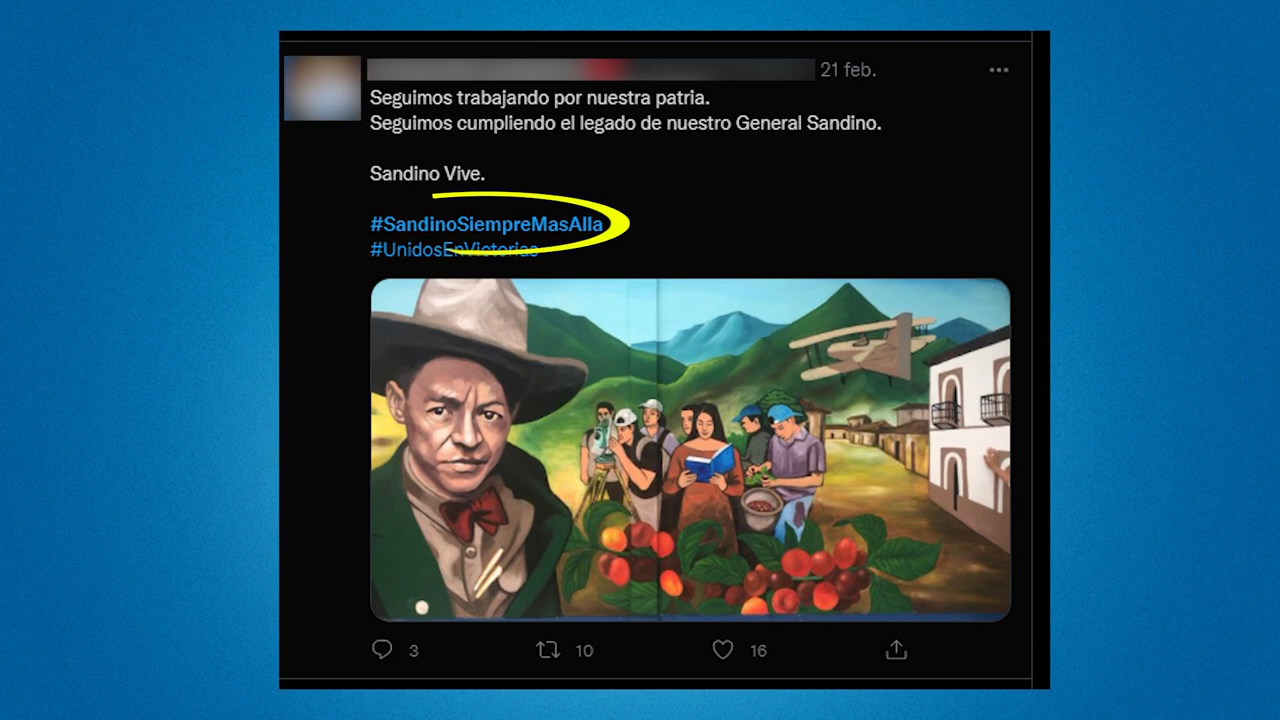 21 feb.
Seguimos trabajando por nuestra patria.
Seguimos cumpliendo el legado de nuestro General Sandino.
Sandino Vive.
#SandinoSiempreMasAlla
#UnidosEnVictorias
3
10
16